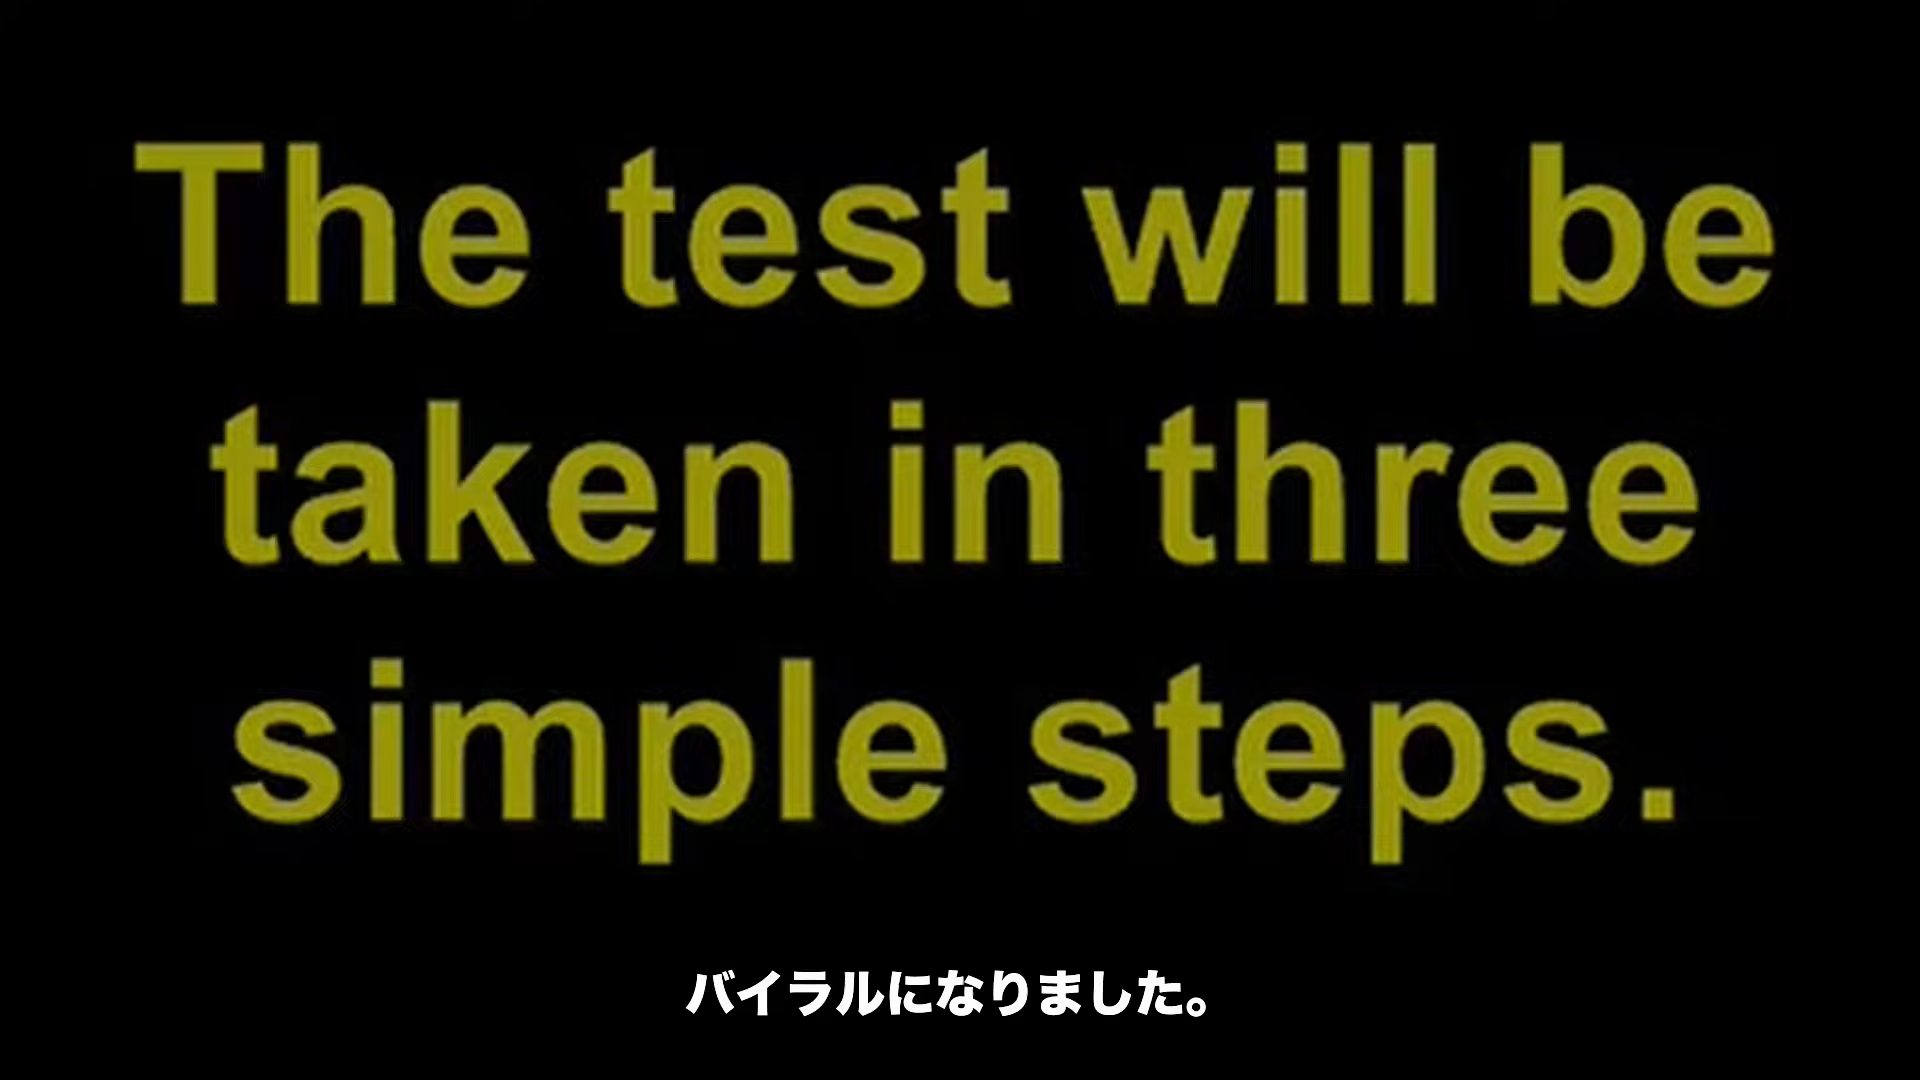 The test will be
taken in three
simple steps.
バイラルになりました。